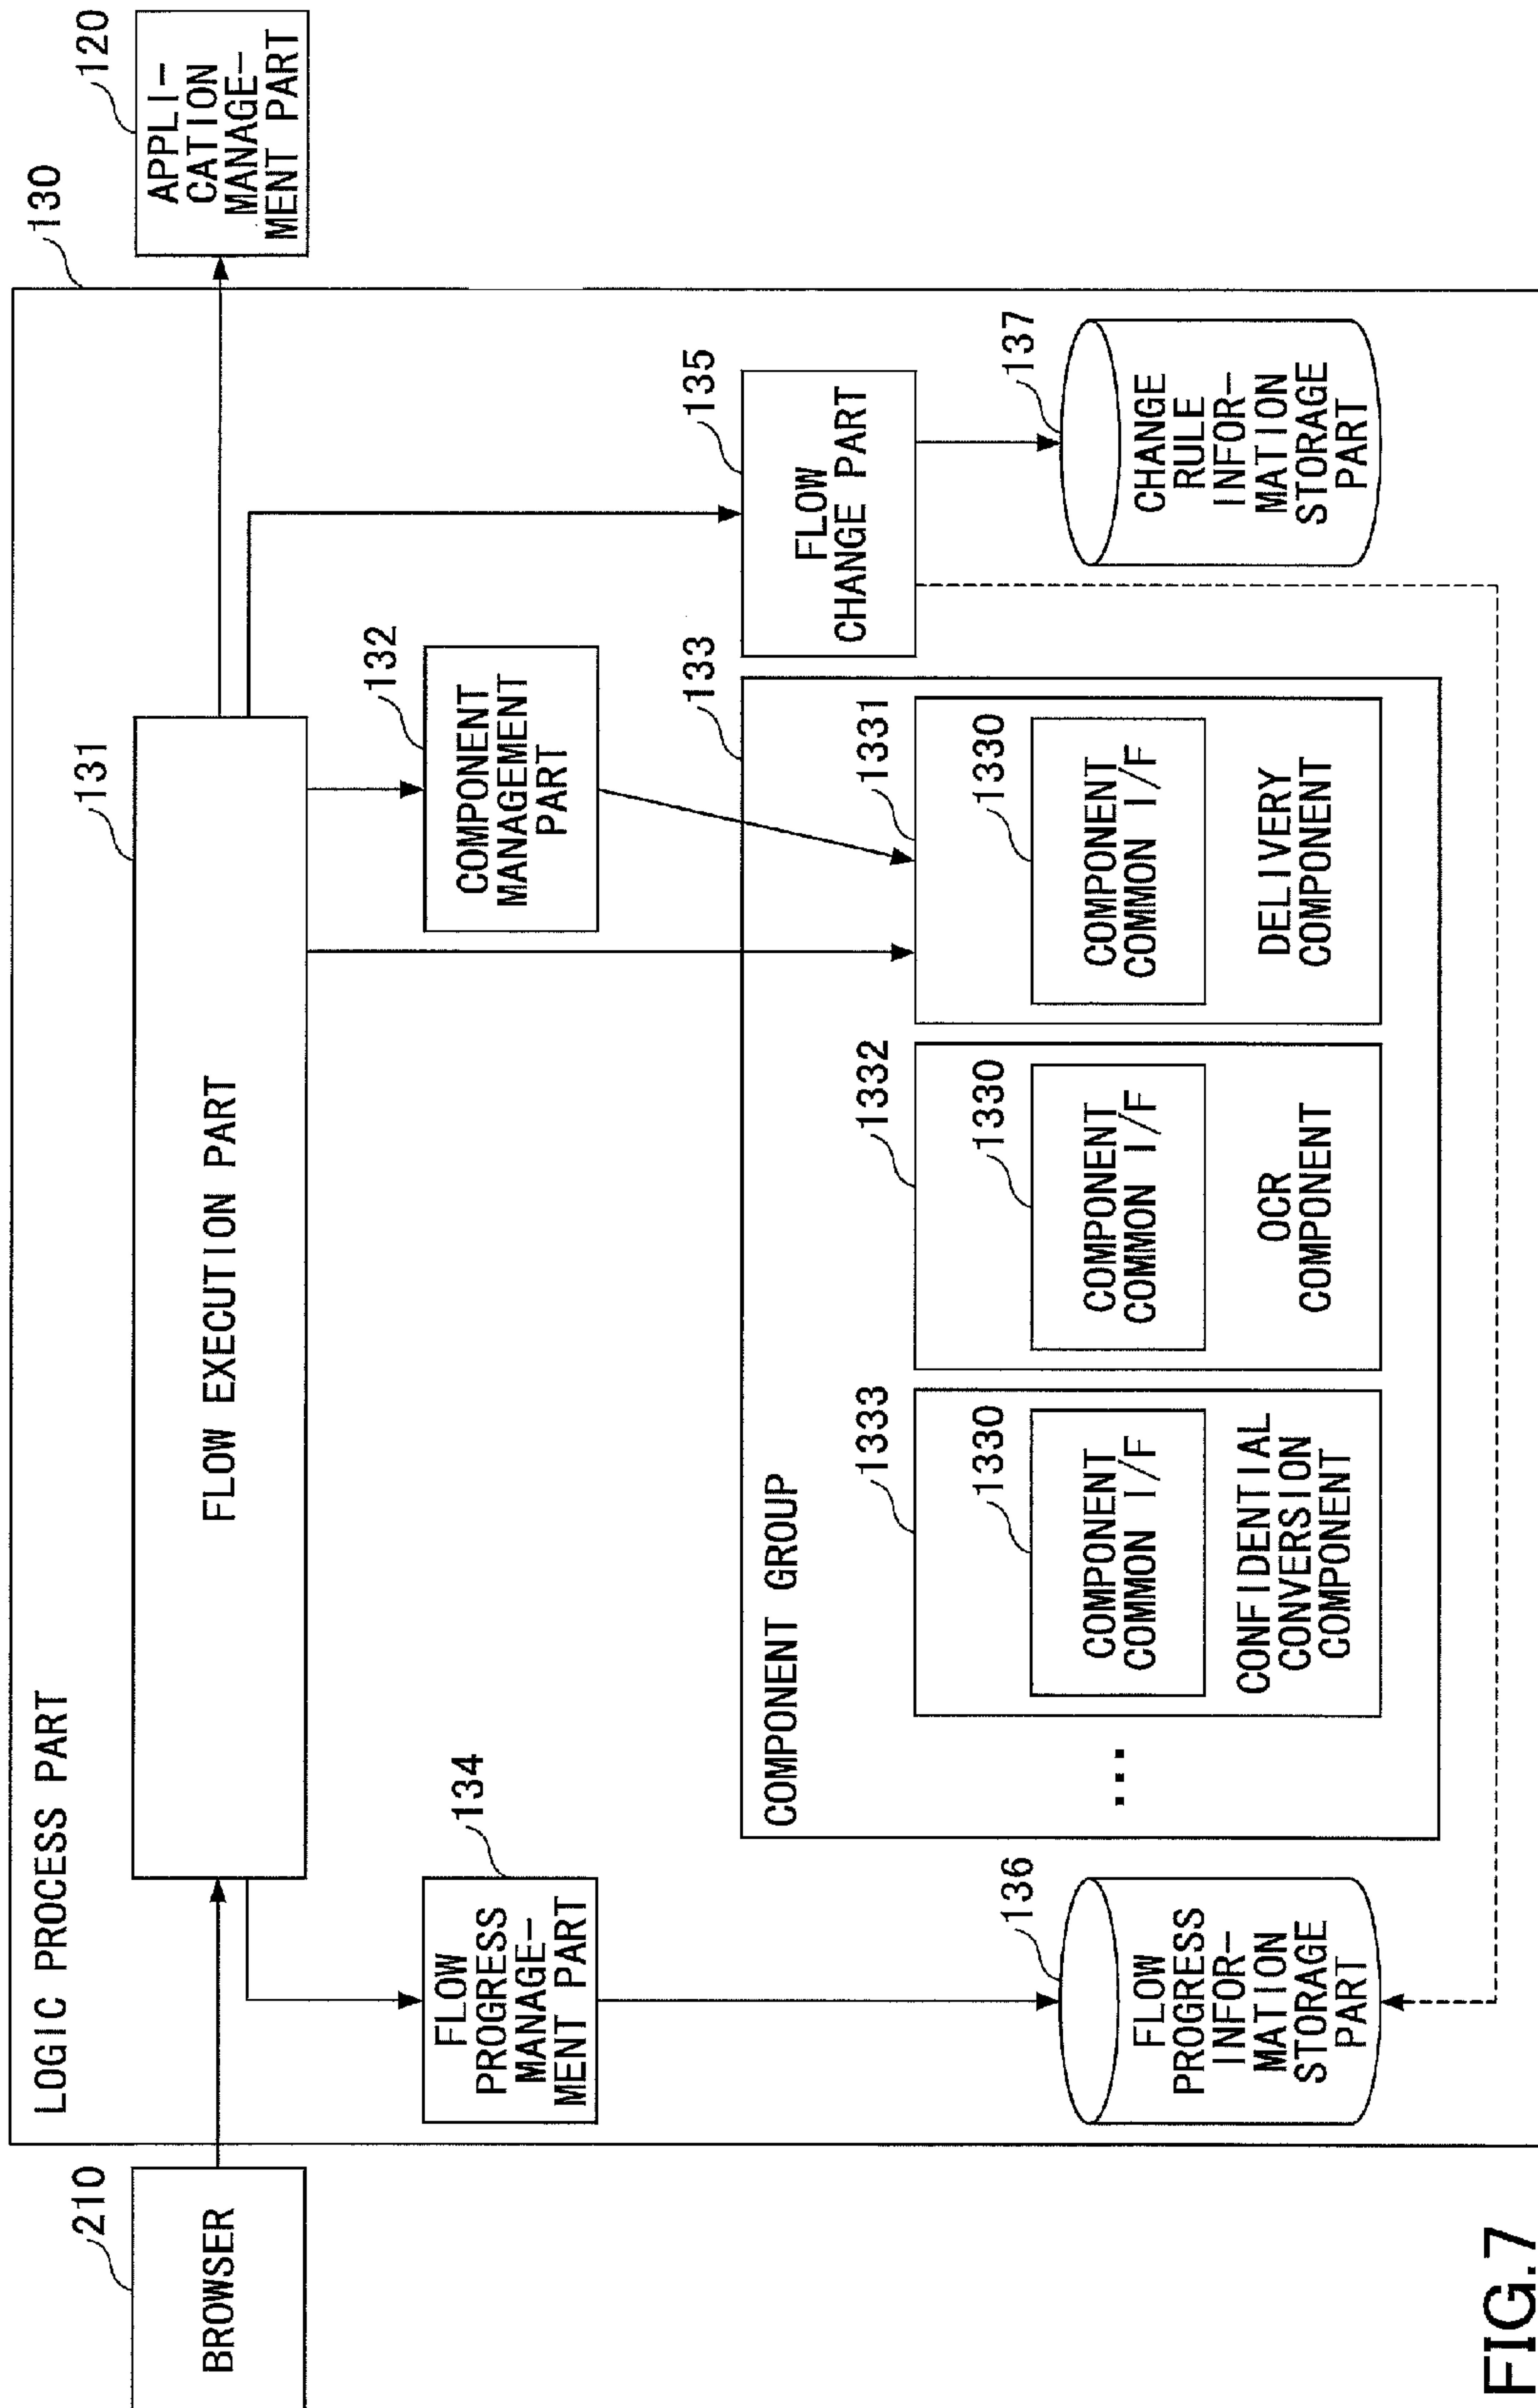 LOGIC PROCESS PART
130
210
BROWSER
131
FLOW EXECUTION PART
120
APPLI-
CATION
MANAGE-
MENT PART
134
FLOW
PROGRESS
MANAGE-
MENT PART
132
COMPONENT
MANAGEMENT
PART
135
FLOW
CHANGE PART
COMPONENT GROUP
133
...
1333
1330
COMPONENT
COMMON I/F
CONFIDENTIAL
CONVERSION
COMPONENT
1332
1330
COMPONENT
COMMON I/F
OCR
COMPONENT
1331
1330
COMPONENT
COMMON I/F
DELIVERY
COMPONENT
136
FLOW
PROGRESS
INFOR-
MATION
STORAGE
PART
137
CHANGE
RULE
INFOR-
MATION
STORAGE
PART
FIG.7